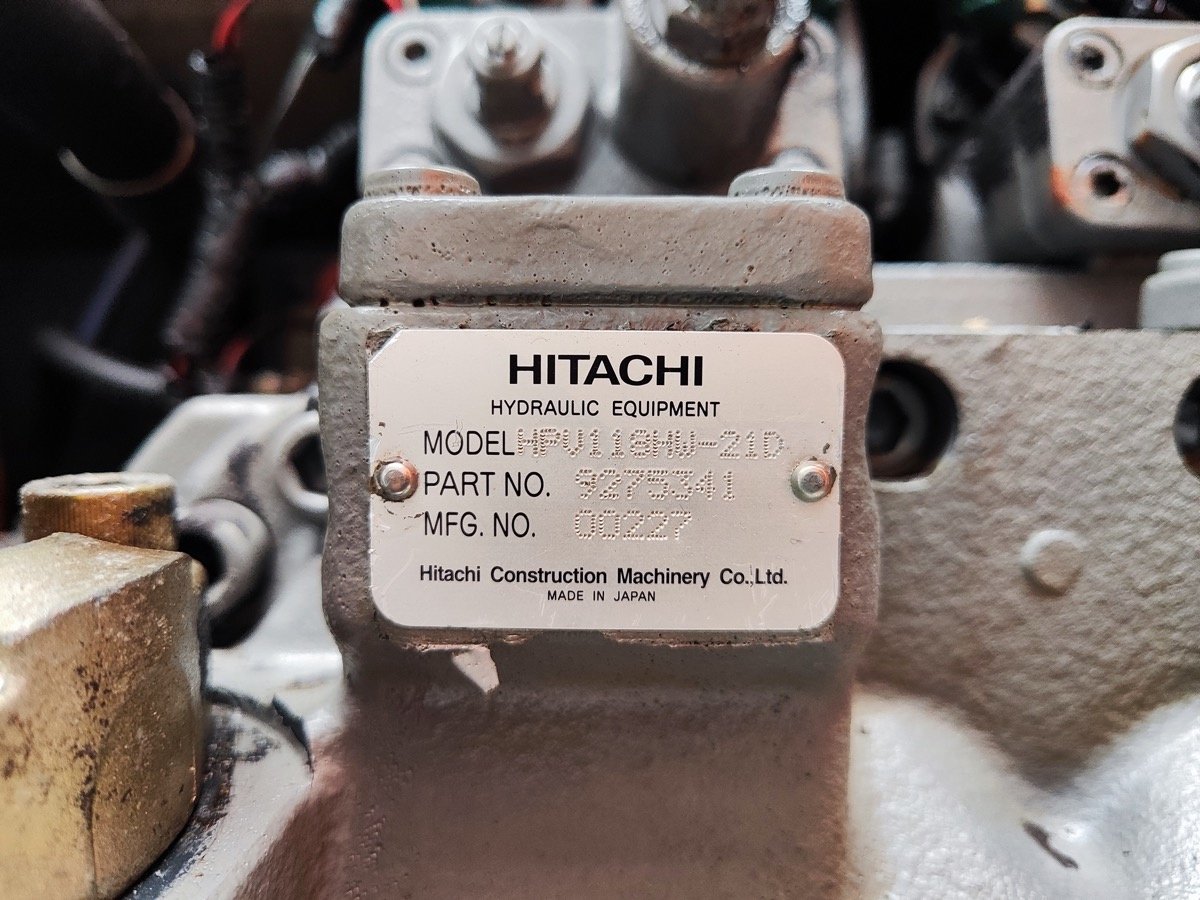 HITACHI
HYDRAULIC EQUIPMENT
MODEL HPV118HW-21D
PART NO. 9275341
MFG. NO. 00227
Hitachi Construction Machinery Co.,Ltd.
MADE IN JAPAN